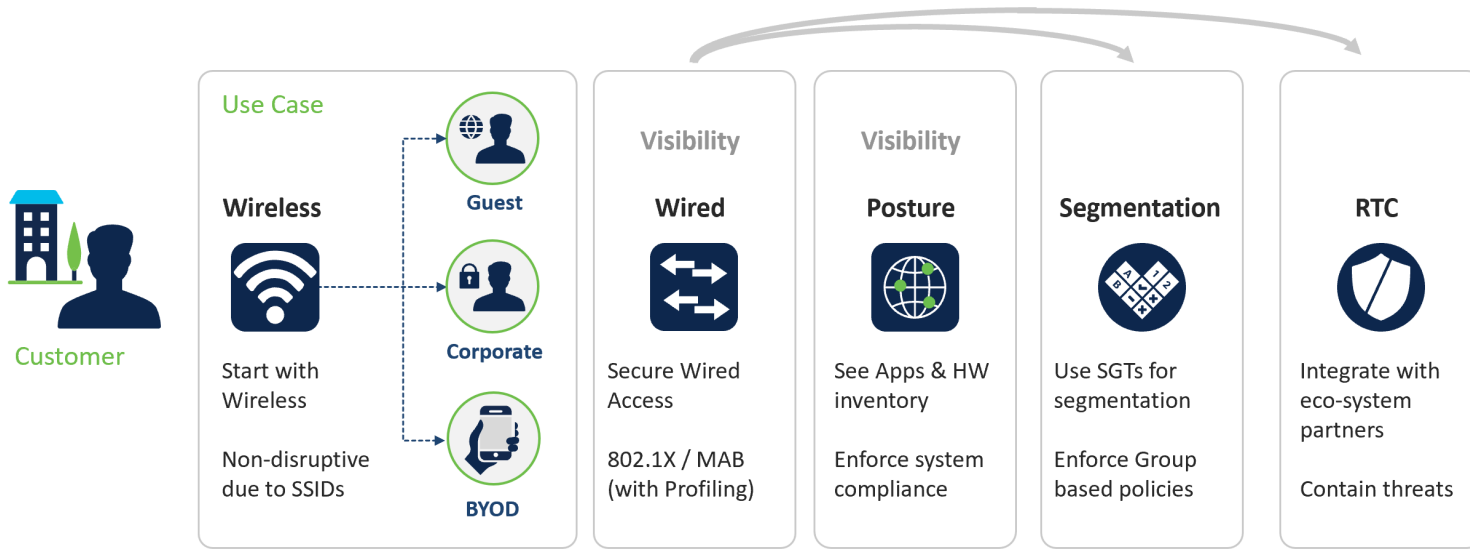 Customer
Use Case
Wireless
Start with
Wireless
Non-disruptive
due to SSIDs
Guest
Corporate
BYOD
Visibility
Wired
Secure Wired
Access
802.1X / MAB
(with Profiling)
Visibility
Posture
See Apps & HW
inventory
Enforce system
compliance
Segmentation
A
B
1
2
Use SGTs for
segmentation
Enforce Group
based policies
RTC
Integrate with
eco-system
partners
Contain threats